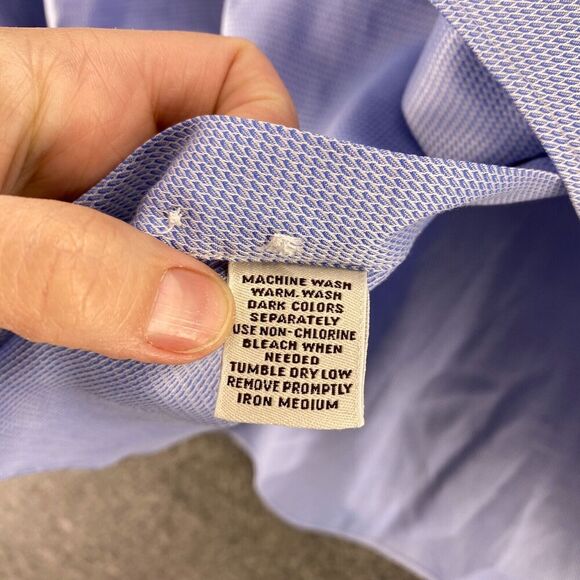 MACHINE WASH
WARM. WASH
DARK COLORS
SEPARATELY
USE NON-CHLORINE
BLEACH WHEN
NEEDED
TUMBLE DRY LOW
REMOVE PROMPTLY
IRON MEDIUM